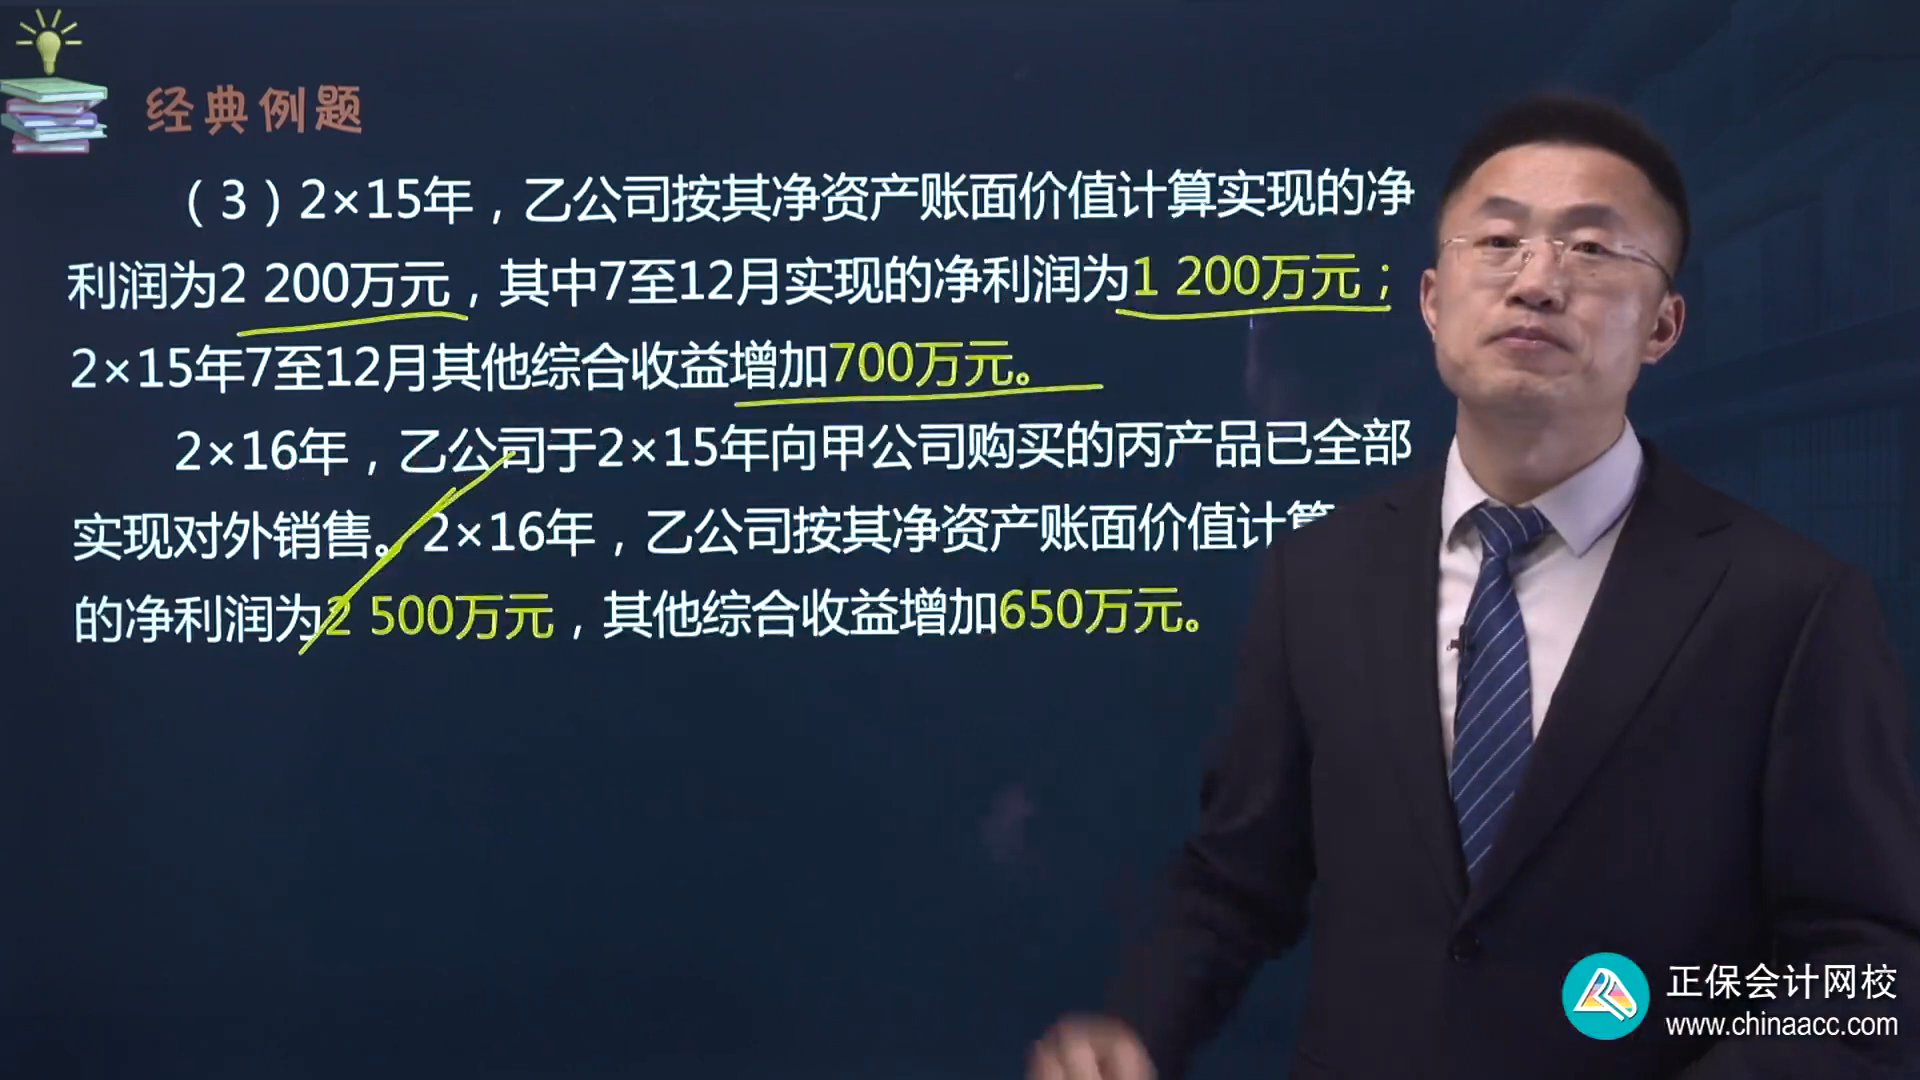 经典例题
（3）2×15年，乙公司按其净资产账面价值计算实现的净
利润为2 200万元，其中7至12月实现的净利润为1 200万元；
2×15年7至12月其他综合收益增加700万元。
2×16年，乙公司于2×15年向甲公司购买的丙产品已全部
实现对外销售。2×16年，乙公司按其净资产账面价值计算
的净利润为2 500万元，其他综合收益增加650万元。
正保会计网校
www.chinaacc.com